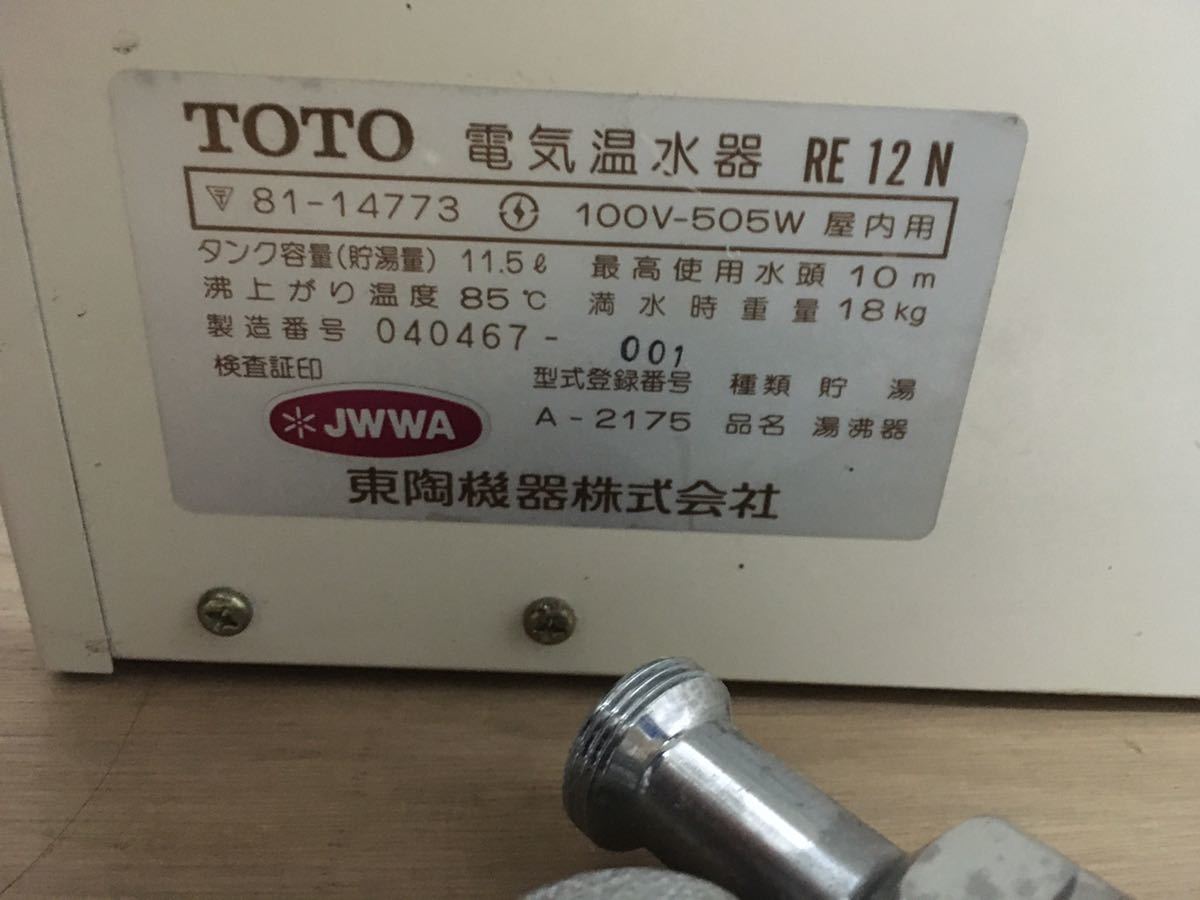 TOTO 電気温水器 RE 12 N
81-14773 100V-505W 屋内用
タンク容量(貯湯量) 11.5ℓ 最高使用水頭 10m
沸上がり温度 85℃ 満水時重量 18kg
製造番号 040467-001
検査証印 型式登録番号 種類 貯湯
JWWA A-2175 品名 湯沸器
東陶機器株式会社